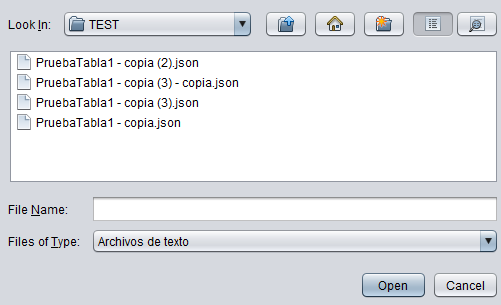 Look In: TEST
PruebaTabla1 - copia (2).json
PruebaTabla1 - copia (3) - copia.json
PruebaTabla1 - copia (3).json
PruebaTabla1 - copia.json
File Name:
Files of Type: Archivos de texto
Open Cancel